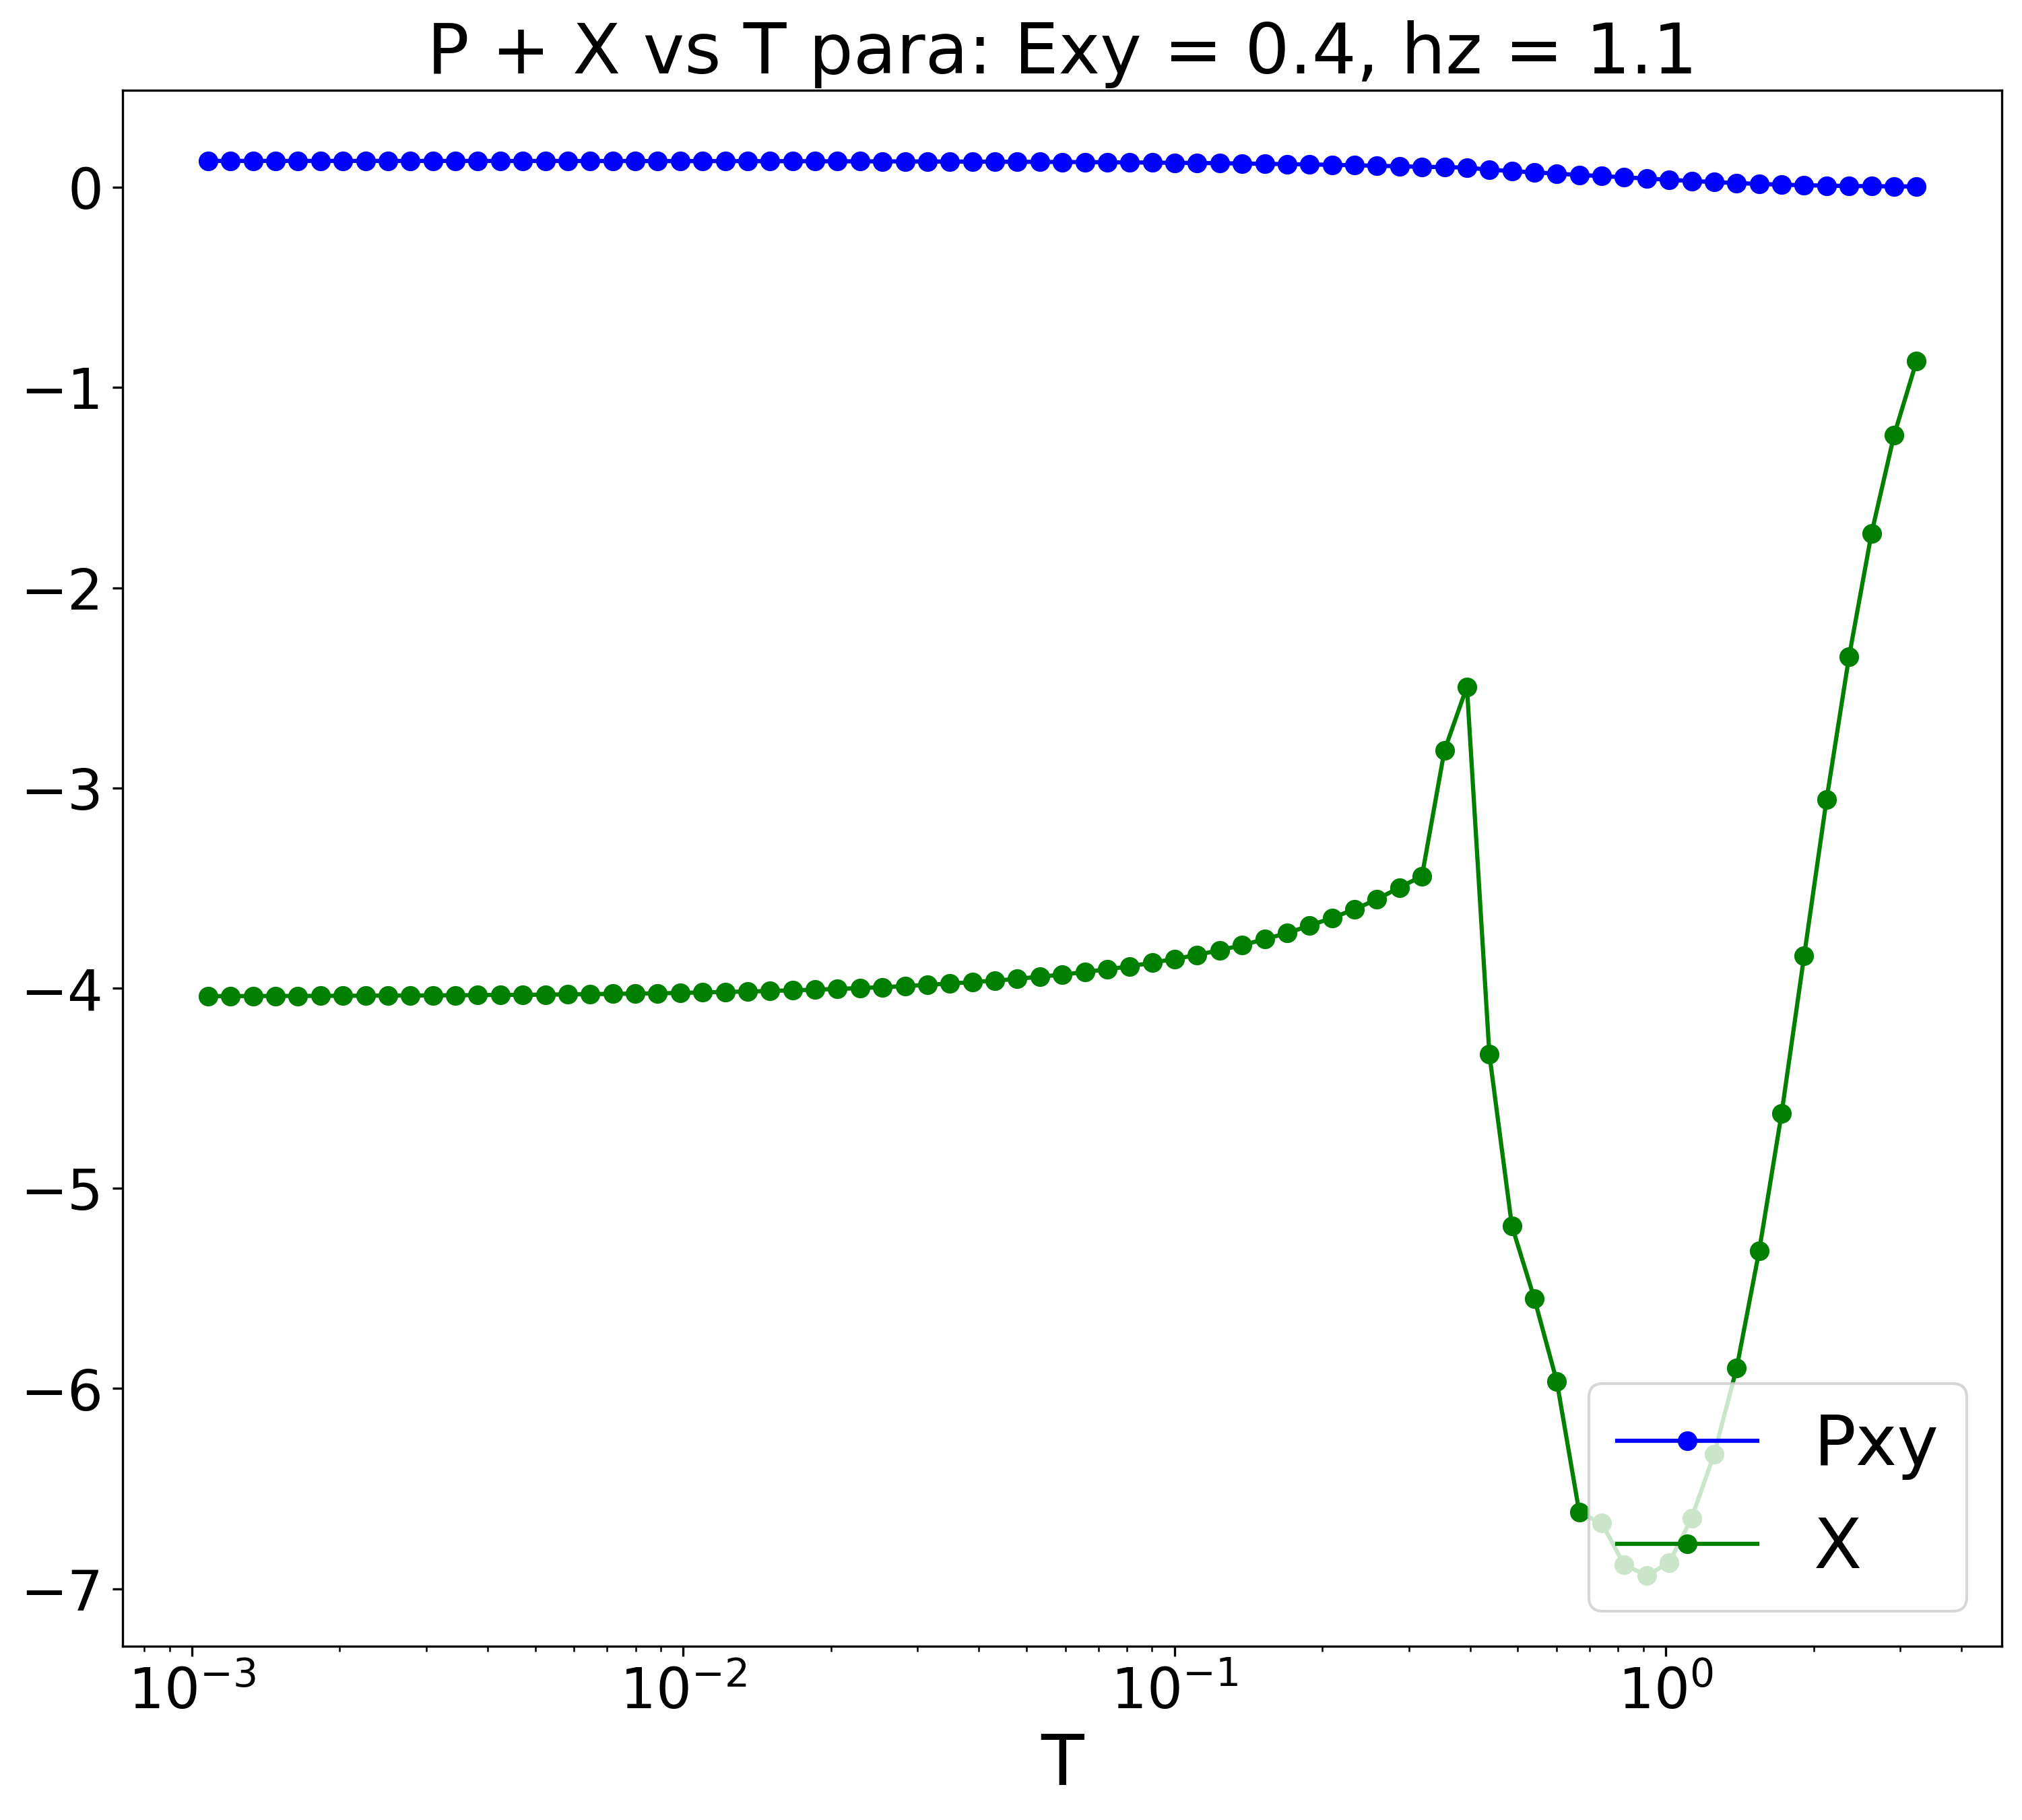 P + X vs T para: Exy = 0.4, hz = 1.1
0
−1
−2
−3
−4
−5
−6
−7
Pxy
X
10⁻³ 10⁻² 10⁻¹ 10⁰
T